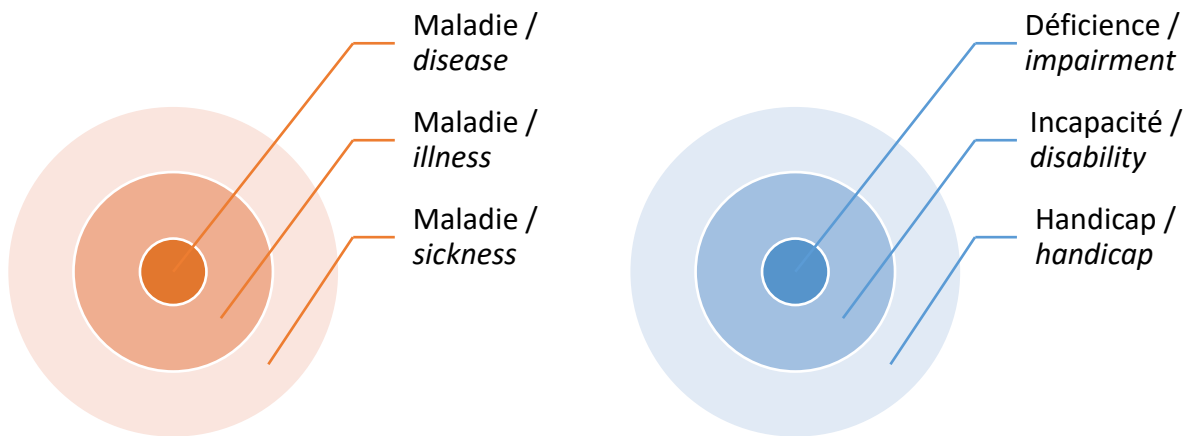 Maladie /
disease
Maladie /
illness
Maladie /
sickness
Déficience /
impairment
Incapacité /
disability
Handicap /
handicap